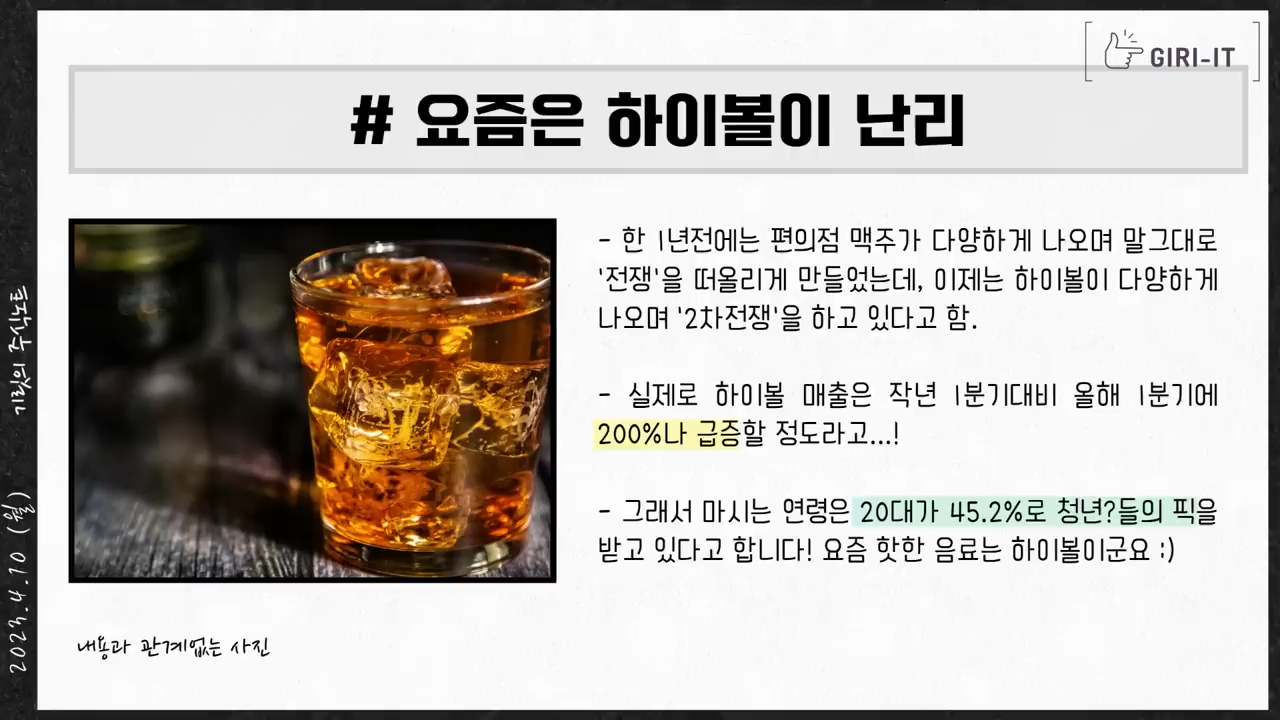 GIRI-IT
# 요즘은 하이볼이 난리
- 한 1년전에는 편의점 맥주가 다양하게 나오며 말그대로
'전쟁'을 떠올리게 만들었는데, 이제는 하이볼이 다양하게
나오며 '2차전쟁'을 하고 있다고 함.
- 실제로 하이볼 매출은 작년 1분기대비 올해 1분기에
200%나 급증할 정도라고...!
- 그래서 마시는 연령은 20대가 45.2%로 청년?들의 픽을
받고 있다고 합니다! 요즘 핫한 음료는 하이볼이군요 :)
내용과 관계없는 사진
2023.4.10 (월) 기릿의 주식노트